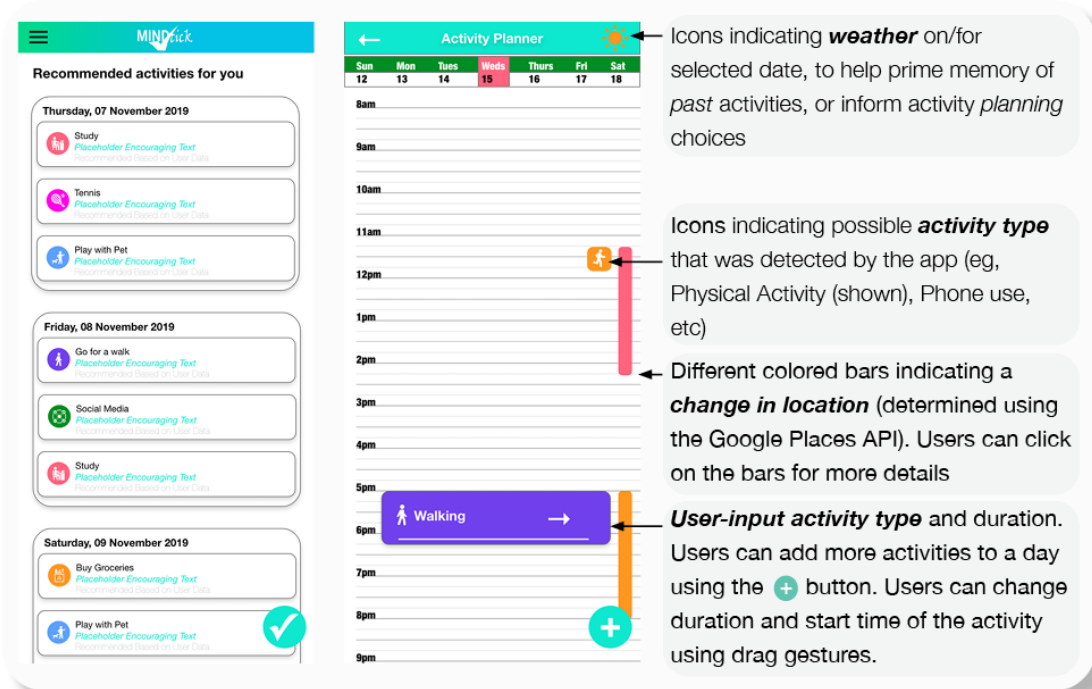 MINDtick
Recommended activities for you
Thursday, 07 November 2019
Study
Placeholder Encouraging Text
Recommended Based on User Data
Tennis
Placeholder Encouraging Text
Recommended Based on User Data
Play with Pet
Placeholder Encouraging Text
Recommended Based on User Data
Friday, 08 November 2019
Go for a walk
Placeholder Encouraging Text
Recommended Based on User Data
Social Media
Placeholder Encouraging Text
Recommended Based on User Data
Study
Placeholder Encouraging Text
Recommended Based on User Data
Saturday, 09 November 2019
Buy Groceries
Placeholder Encouraging Text
Recommended Based on User Data
Play with Pet
Placeholder Encouraging Text
Recommended Based on User Data
Activity Planner
Sun Mon Tues Weds Thurs Fri Sat
12 13 14 15 16 17 18
8am
9am
10am
11am
12pm
1pm
2pm
3pm
4pm
5pm
Walking
6pm
7pm
8pm
9pm
Icons indicating weather on/for
selected date, to help prime memory of
past activities, or inform activity planning
choices
Icons indicating possible activity type
that was detected by the app (eg,
Physical Activity (shown), Phone use,
etc)
Different colored bars indicating a
change in location (determined using
the Google Places API). Users can click
on the bars for more details
User-input activity type and duration.
Users can add more activities to a day
using the + button. Users can change
duration and start time of the activity
using drag gestures.